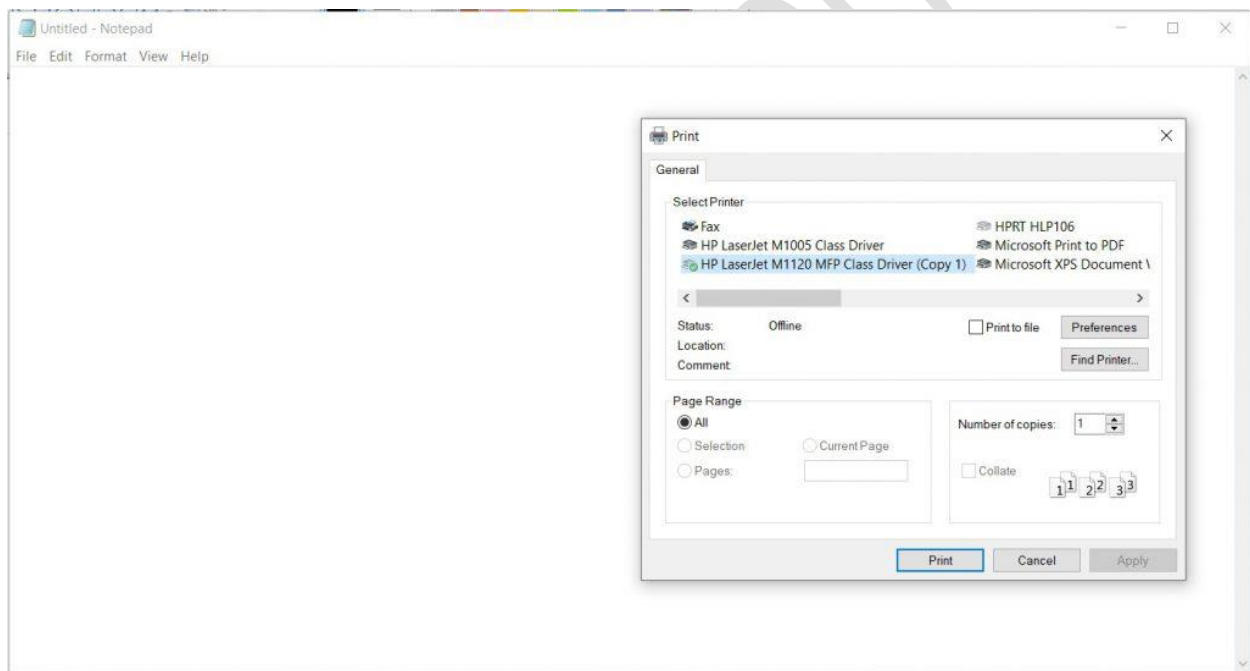 Untitled - Notepad
File Edit Format View Help
Print
General
Select Printer
Fax
HPRT HLP106
HP LaserJet M1005 Class Driver
Microsoft Print to PDF
HP LaserJet M1120 MFP Class Driver (Copy 1)
Microsoft XPS Document
Status: Offline
Print to file
Preferences
Location:
Find Printer...
Comment:
Page Range
All
Number of copies: 1
Selection
Current Page
Pages:
Collate
1 1 2 2 3 3
Print
Cancel
Apply